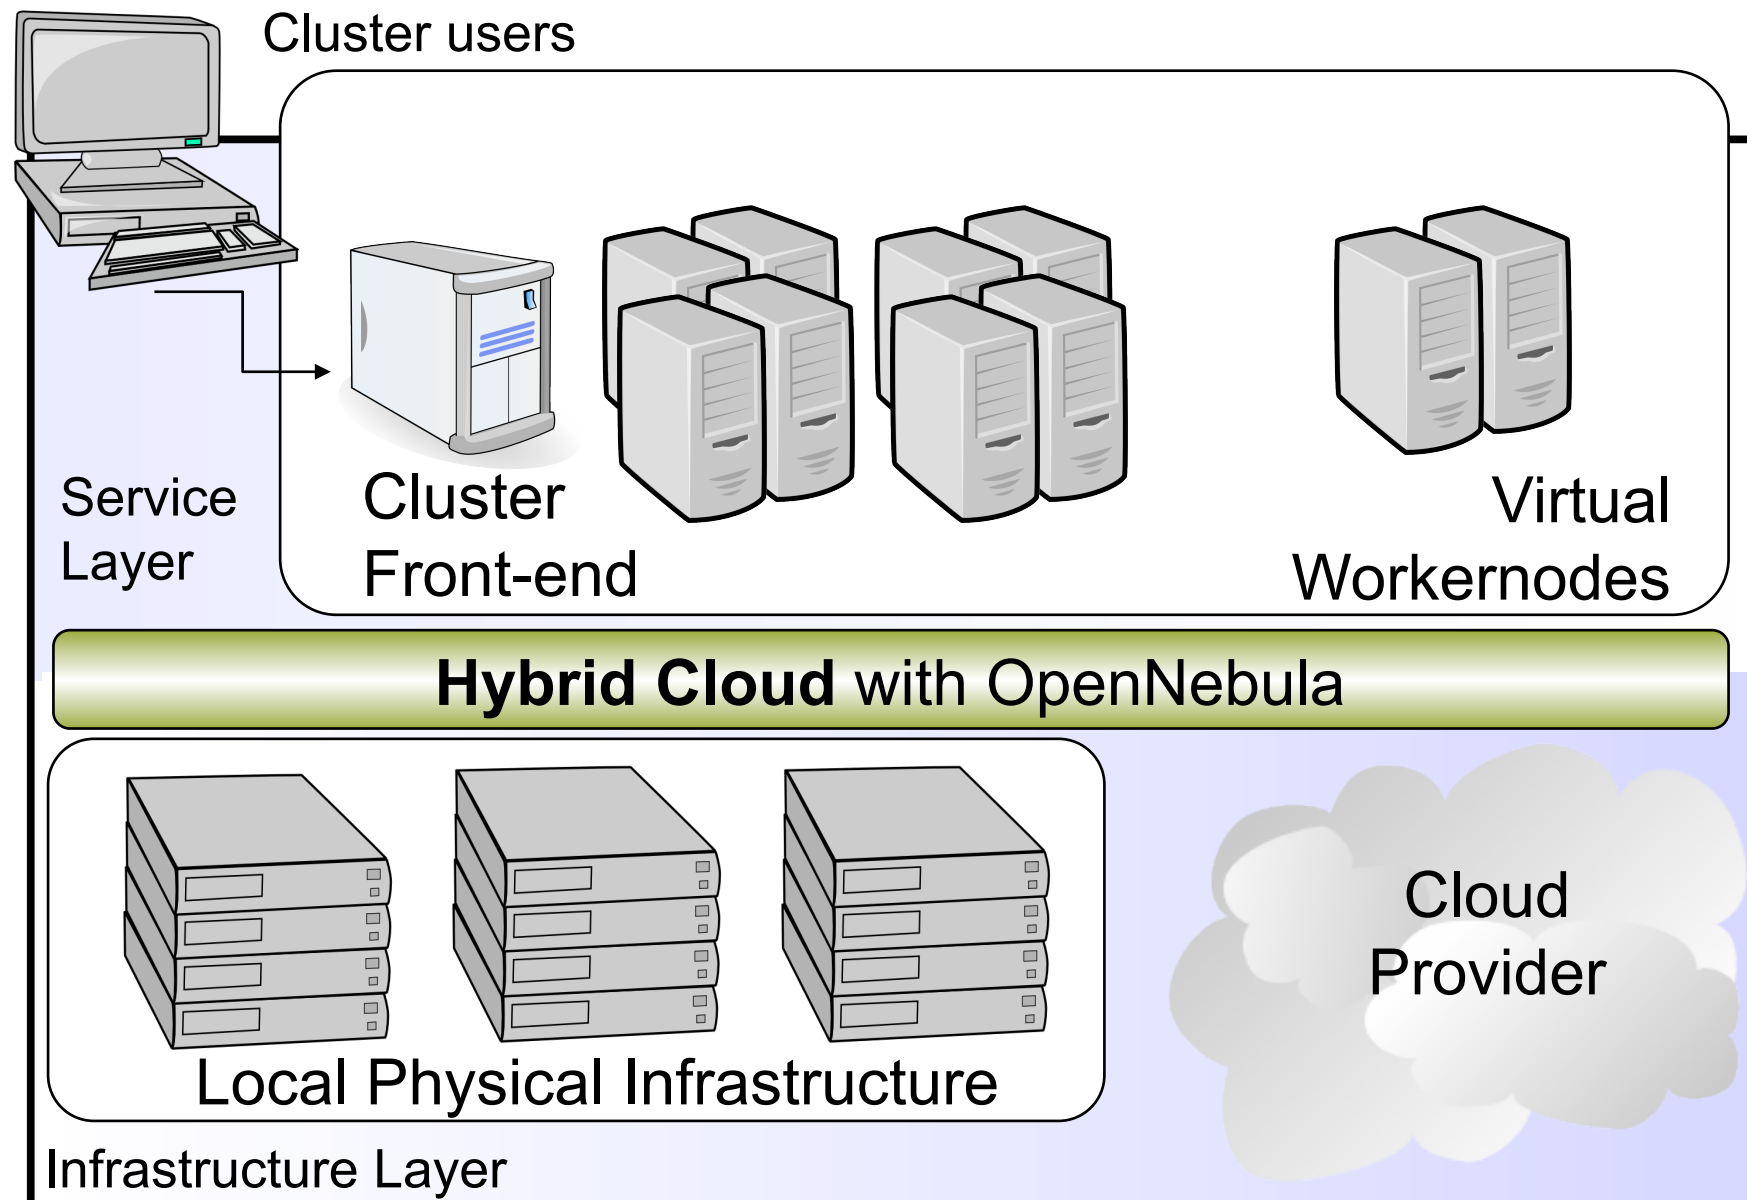 Cluster users
Service
Layer
Cluster
Front-end
Virtual
Workernodes
Hybrid Cloud with OpenNebula
Cloud
Provider
Local Physical Infrastructure
Infrastructure Layer